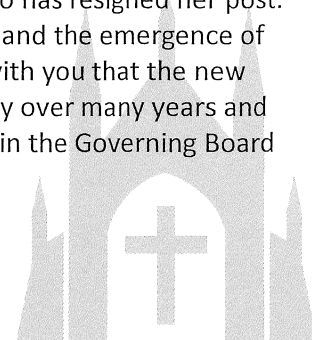 has resigned her post.
and the emergence of
with you that the new
over many years and
in the Governing Board